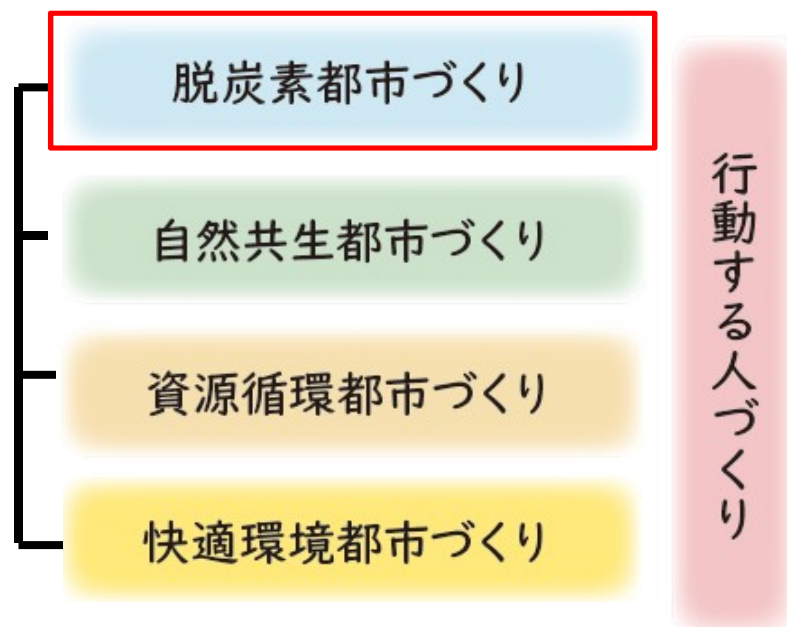 脱炭素都市づくり
自然共生都市づくり
資源循環都市づくり
快適環境都市づくり
行動する人づくり